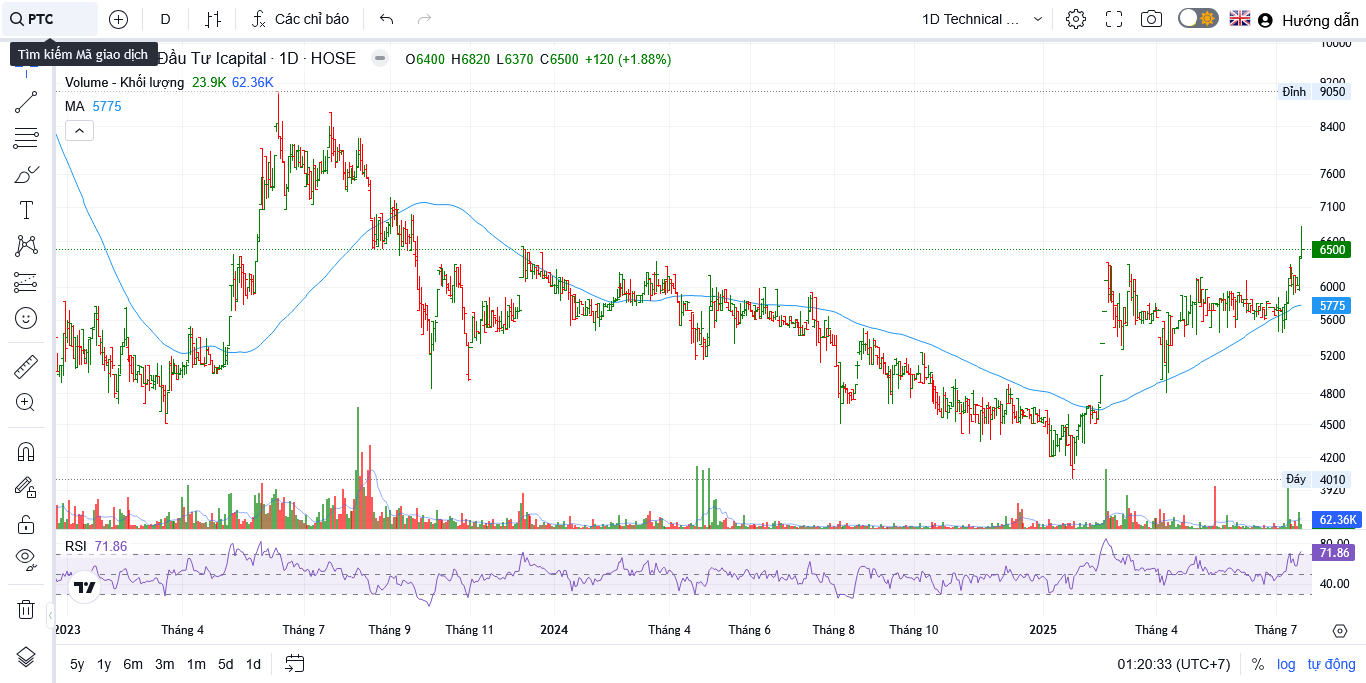 PTC
D
Các chỉ báo
1D Technical ...
Hướng dẫn
Tìm kiếm Mã giao dịch
Đầu Tư Icapital · 1D · HOSE
O6400 H6820 L6370 C6500 +120 (+1.88%)
Volume - Khối lượng 23.9K 62.36K
MA 5775
10000
9200
Đỉnh 9050
8400
7600
7100
6600
6500
6000
5775
5600
5200
4800
4500
4200
Đáy 4010
3920
62.36K
RSI 71.86
80.00
71.86
40.00
2023 Tháng 4 Tháng 7 Tháng 9 Tháng 11 2024 Tháng 4 Tháng 6 Tháng 8 Tháng 10 2025 Tháng 4 Tháng 7
5y 1y 6m 3m 1m 5d 1d
01:20:33 (UTC+7) % log tự động